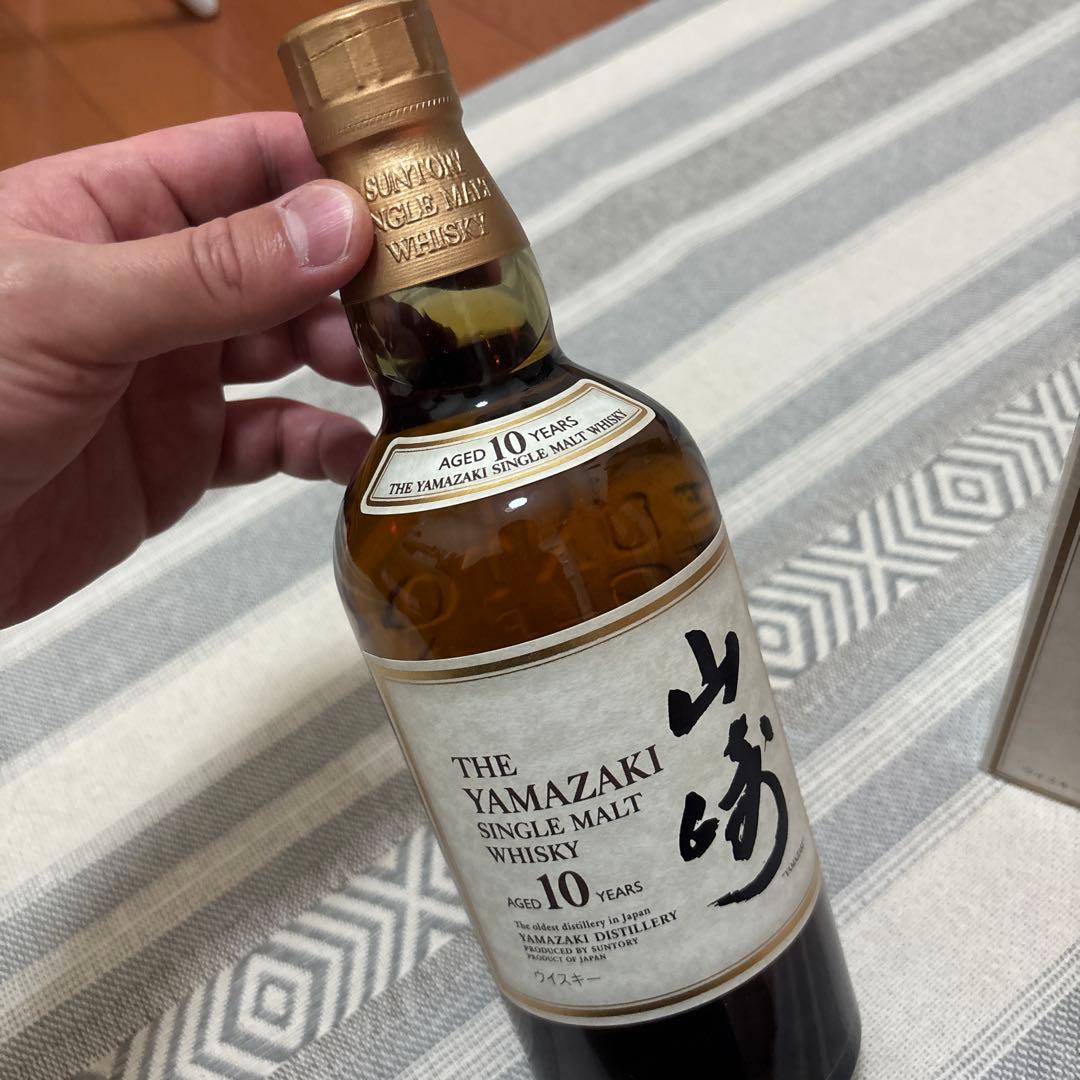 SUNTORY
SINGLE MALT
WHISKY
AGED 10 YEARS
THE YAMAZAKI SINGLE MALT WHISKY
山崎
THE
YAMAZAKI
SINGLE MALT
WHISKY
AGED 10 YEARS
The oldest distillery in Japan
YAMAZAKI DISTILLERY
PRODUCED BY SUNTORY
PRODUCT OF JAPAN
ウイスキー
"YAMAZAKI"